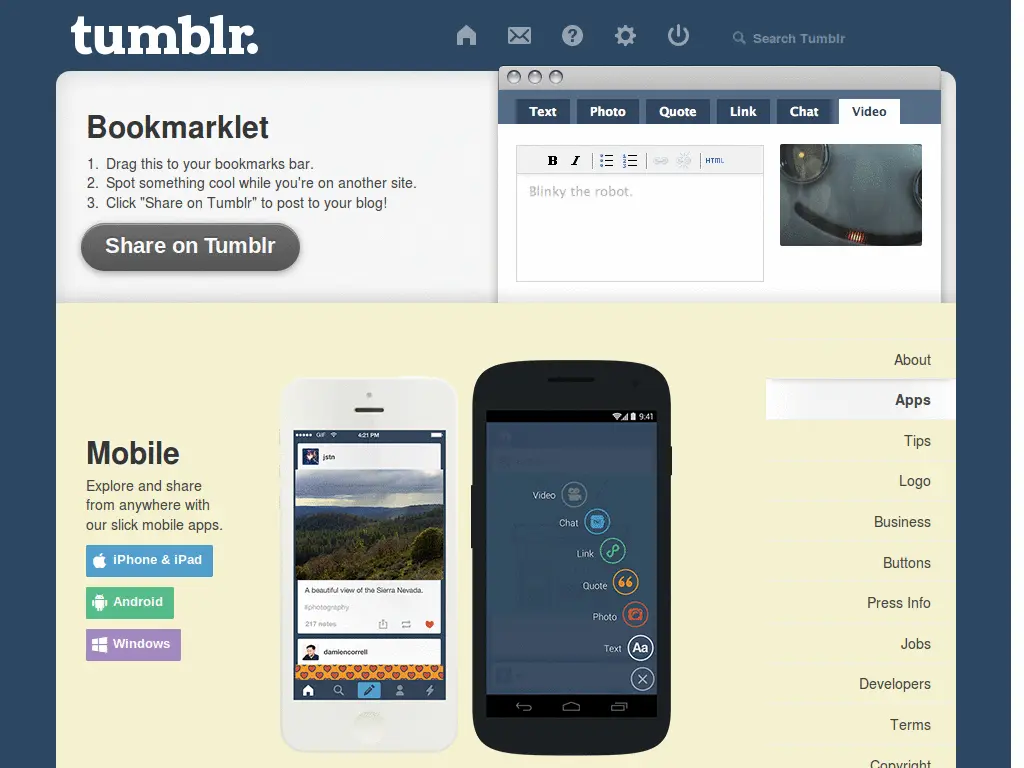 tumblr.
Search Tumblr
Bookmarklet
1. Drag this to your bookmarks bar.
2. Spot something cool while you're on another site.
3. Click "Share on Tumblr" to post to your blog!
Share on Tumblr
Text Photo Quote Link Chat Video
B I HTML
Blinky the robot.
Mobile
Explore and share
from anywhere with
our slick mobile apps.
iPhone & iPad
Android
Windows
GIF 4:21 PM
jstn
A beautiful view of the Sierra Nevada.
#photography
217 notes
damiencorrell
9:41
Video
Chat
Link
Quote
Photo
Text Aa
About
Apps
Tips
Logo
Business
Buttons
Press Info
Jobs
Developers
Terms
Copyright